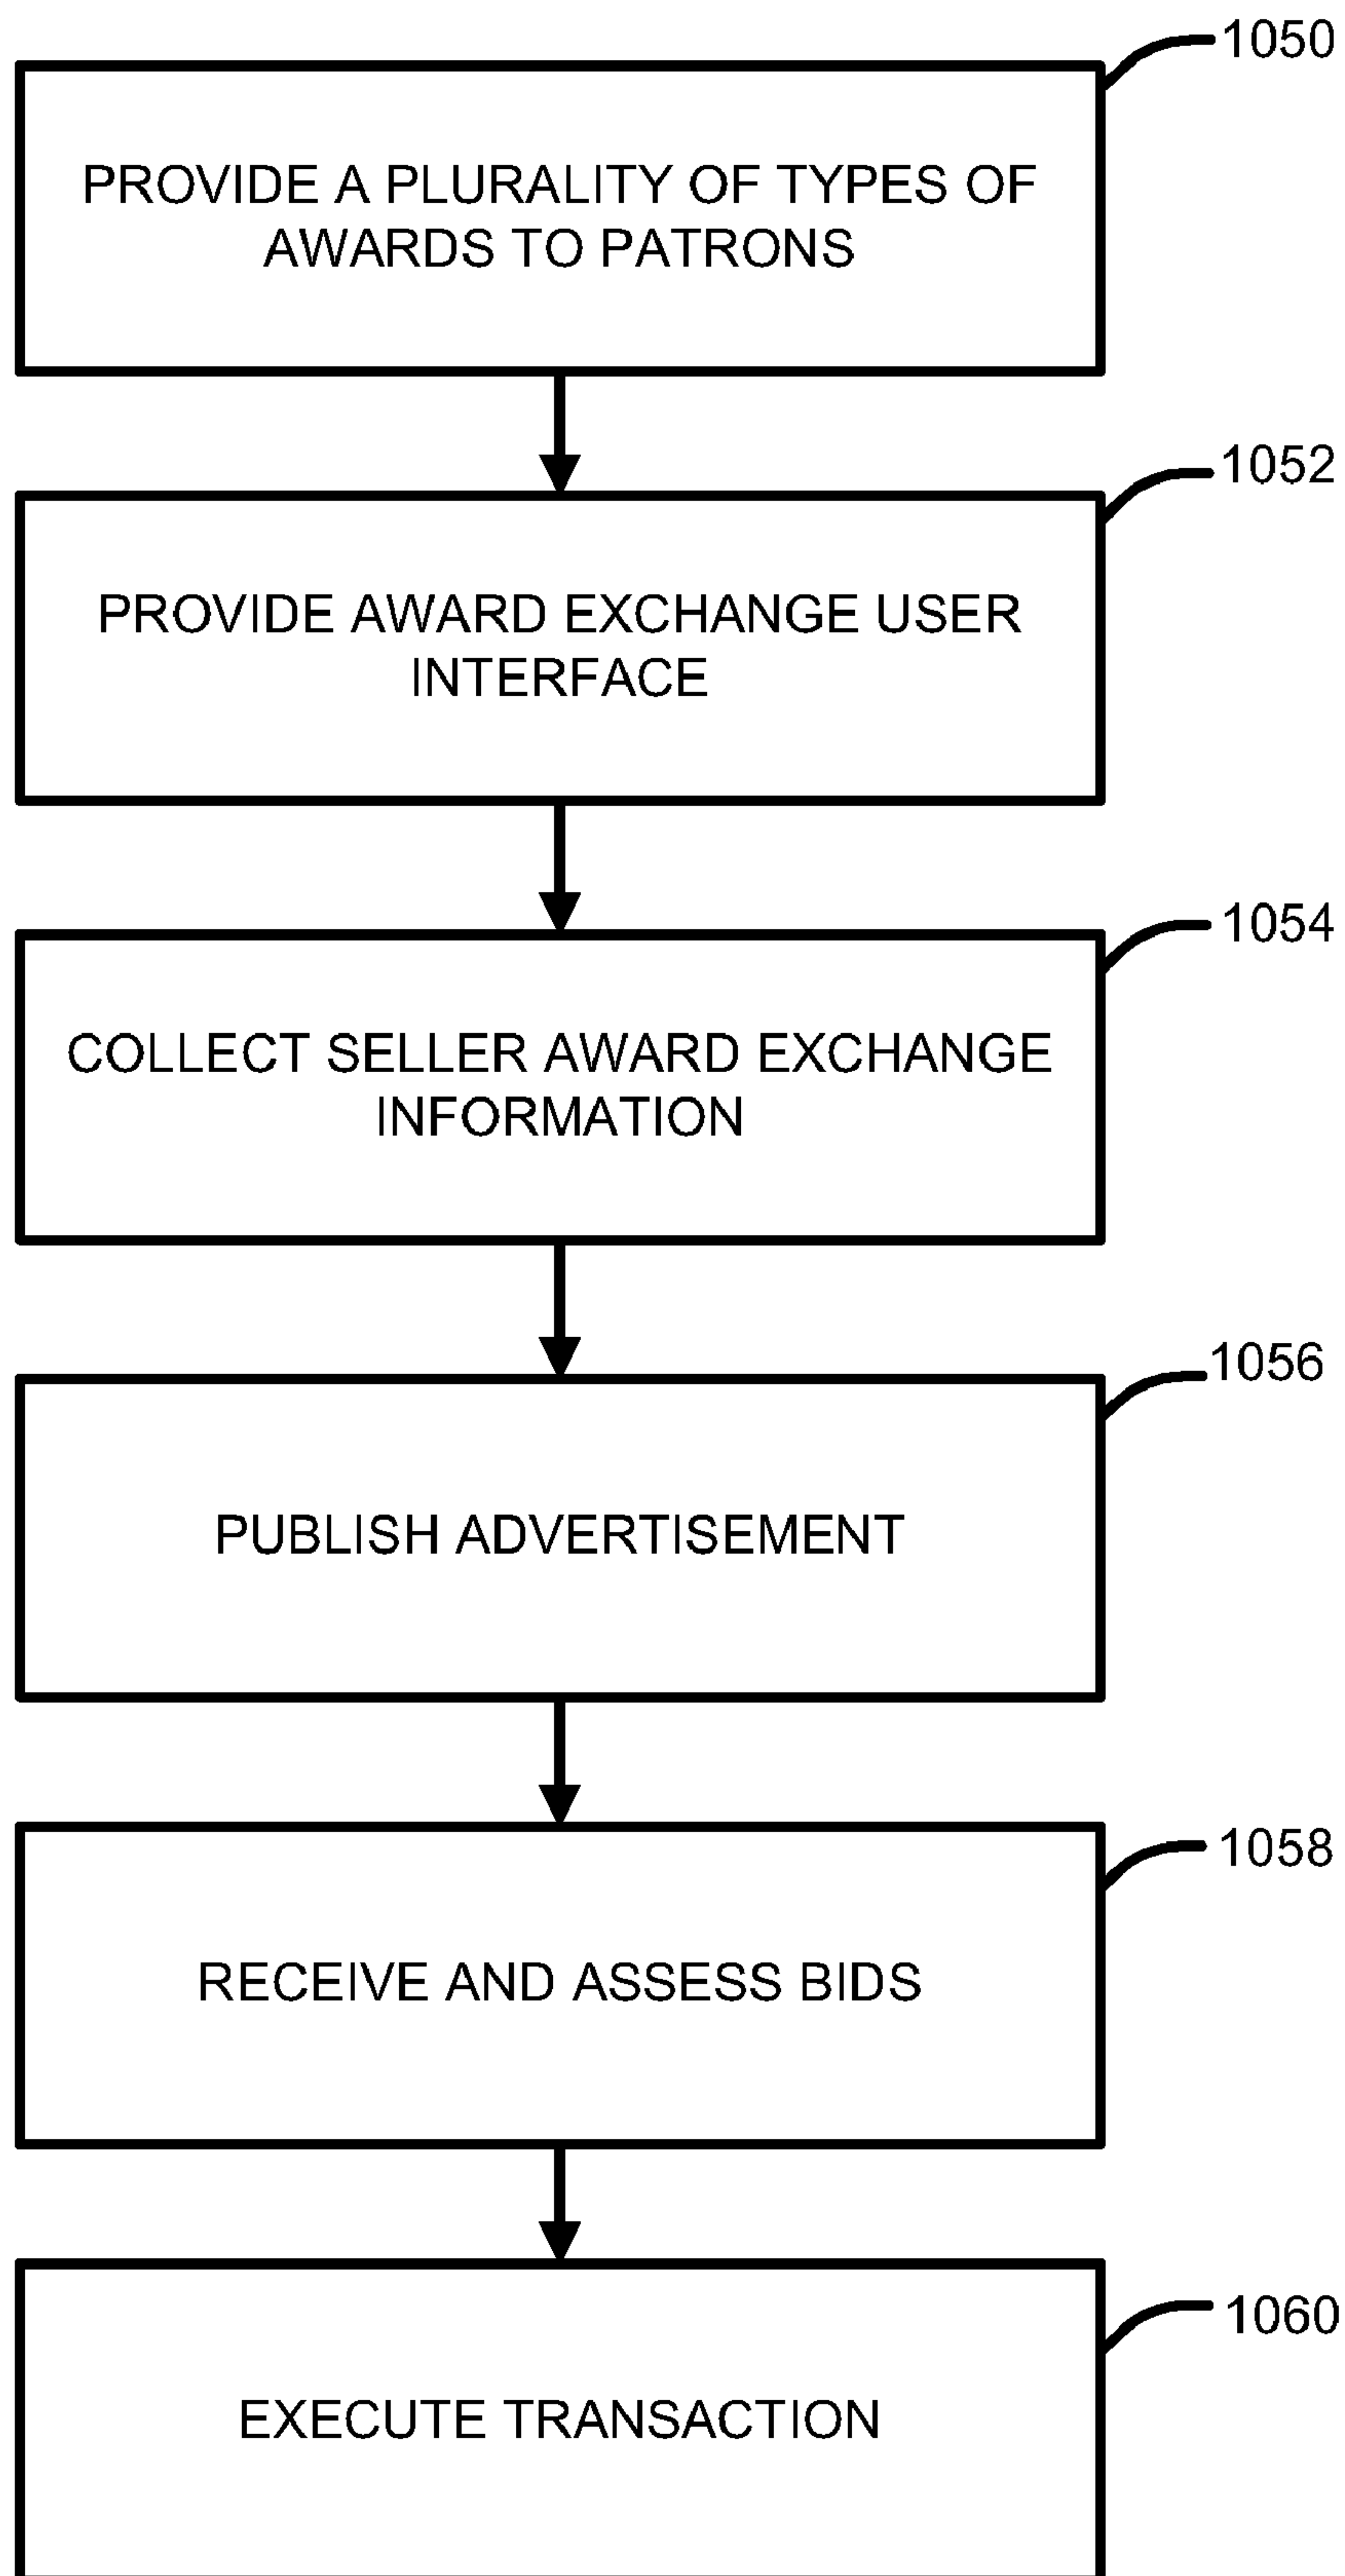 1050
PROVIDE A PLURALITY OF TYPES OF
AWARDS TO PATRONS
1052
PROVIDE AWARD EXCHANGE USER
INTERFACE
1054
COLLECT SELLER AWARD EXCHANGE
INFORMATION
1056
PUBLISH ADVERTISEMENT
1058
RECEIVE AND ASSESS BIDS
1060
EXECUTE TRANSACTION